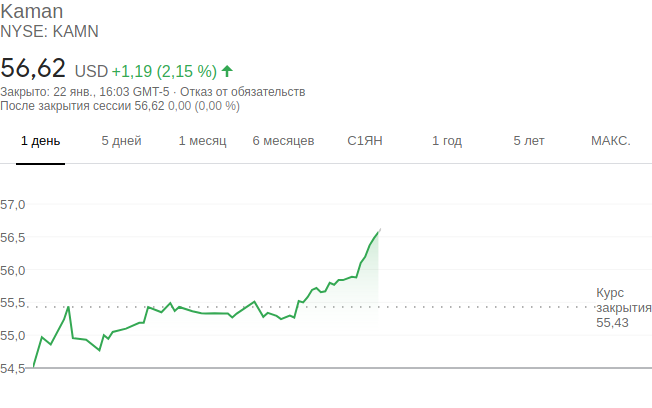 Kaman
NYSE: KAMN
56,62 USD +1,19 (2,15 %)
Закрыто: 22 янв., 16:03 GMT-5 · Отказ от обязательств
После закрытия сессии 56,62 0,00 (0,00 %)
1 день 5 дней 1 месяц 6 месяцев С1ЯН 1 год 5 лет МАКС.
57,0
56,5
56,0
55,5
55,0
54,5
Курс
закрытия
55,43